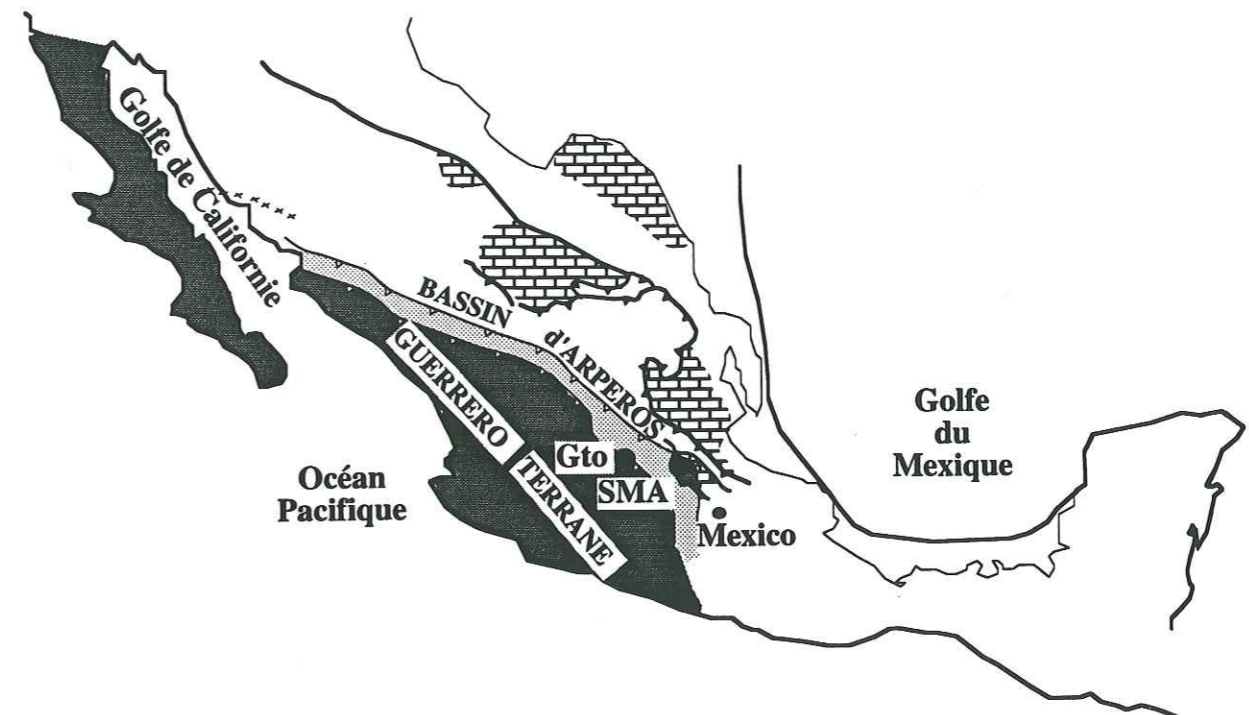 Golfe de Californie
BASSIN
d'ARPEROS
GUERRERO
TERRANE
Gto
SMA
Mexico
Océan
Pacifique
Golfe
du
Mexique